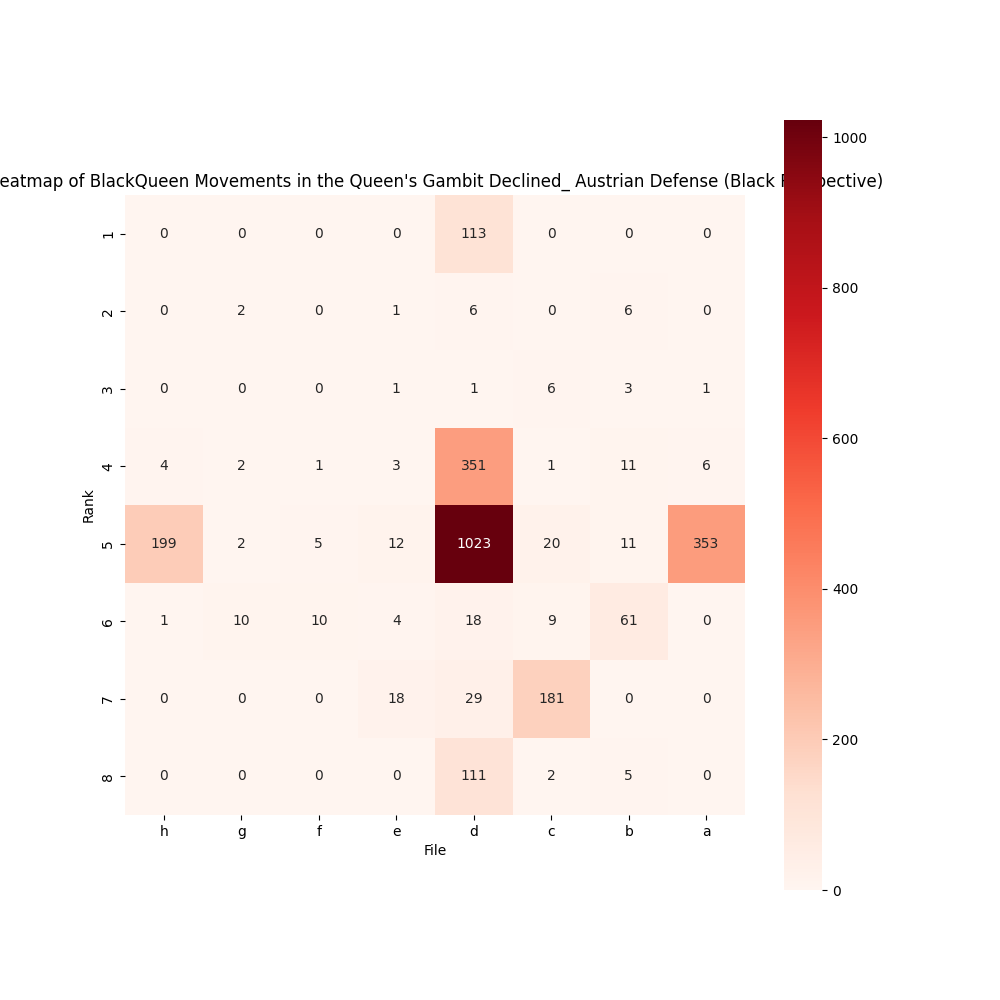 eatmap of BlackQueen Movements in the Queen's Gambit Declined_ Austrian Defense (Black Perspective)
1 0 0 0 0 113 0 0 0
2 0 2 0 1 6 0 6 0
3 0 0 0 1 1 6 3 1
4 4 2 1 3 351 1 11 6
Rank
5 199 2 5 12 1023 20 11 353
6 1 10 10 4 18 9 61 0
7 0 0 0 18 29 181 0 0
8 0 0 0 0 111 2 5 0
h g f e d c b a
File
1000
800
600
400
200
0